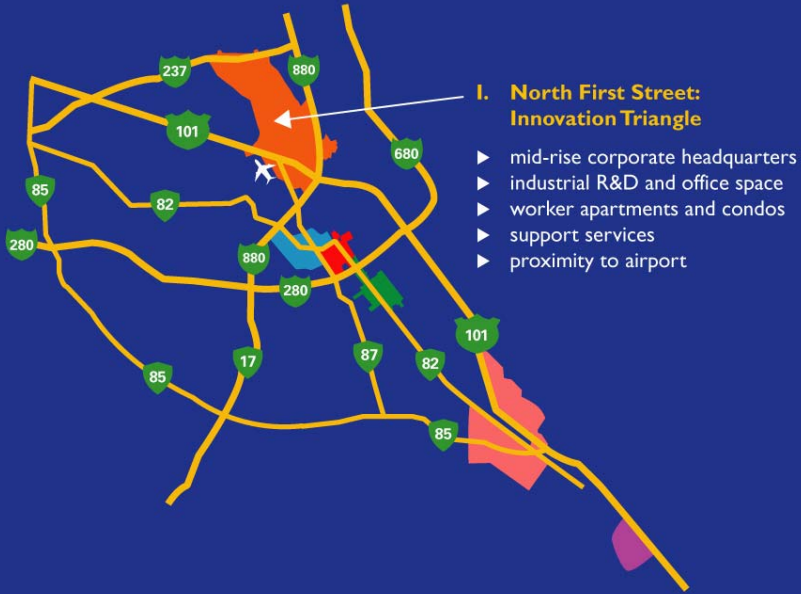 237
880
101
680
85
82
280
880
280
17
85
87
82
101
85
I. North First Street:
Innovation Triangle
▶ mid-rise corporate headquarters
▶ industrial R&D and office space
▶ worker apartments and condos
▶ support services
▶ proximity to airport